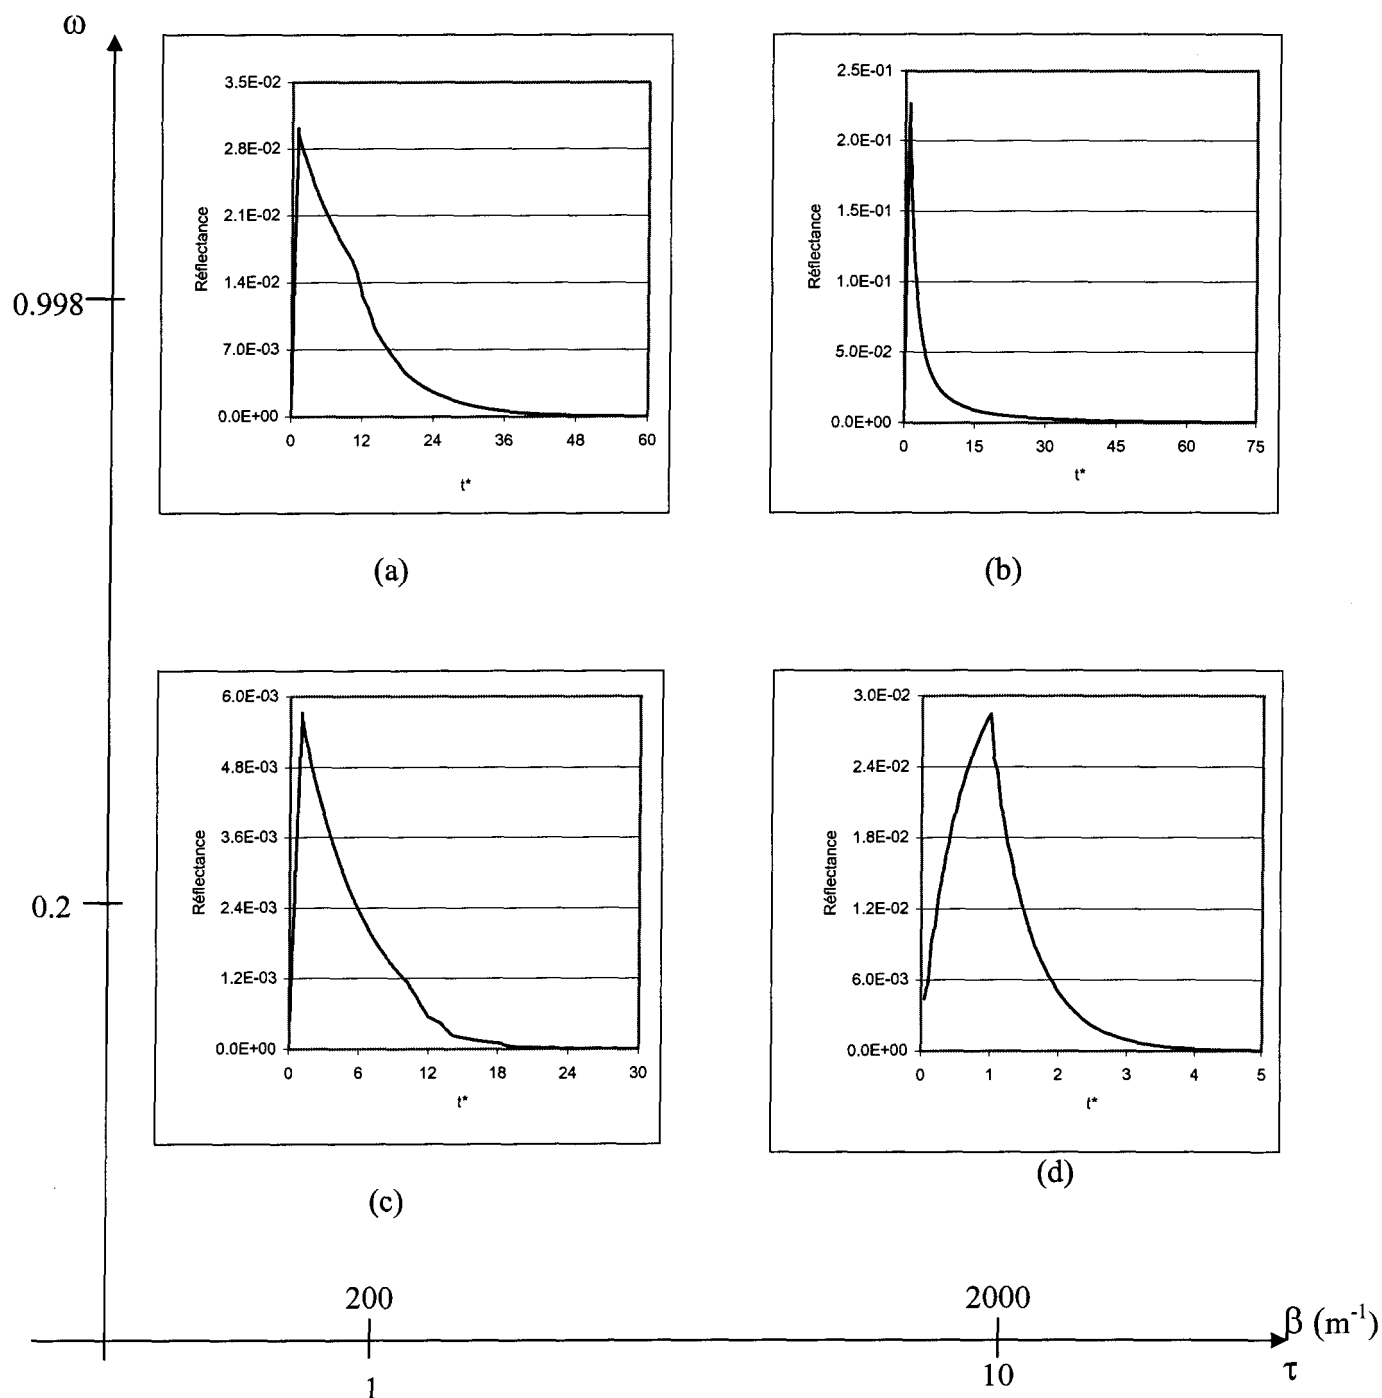 ω
3.5E-02
2.8E-02
2.1E-02
1.4E-02
7.0E-03
0.0E+00
Réflectance
0 12 24 36 48 60
t*
(a)
2.5E-01
2.0E-01
1.5E-01
1.0E-01
5.0E-02
0.0E+00
Réflectance
0 15 30 45 60 75
t*
(b)
0.998
6.0E-03
4.8E-03
3.6E-03
2.4E-03
1.2E-03
0.0E+00
Réflectance
0 6 12 18 24 30
t*
(c)
3.0E-02
2.4E-02
1.8E-02
1.2E-02
6.0E-03
0.0E+00
Réflectance
0 1 2 3 4 5
t*
(d)
0.2
200 2000 β (m⁻¹)
1 10 τ